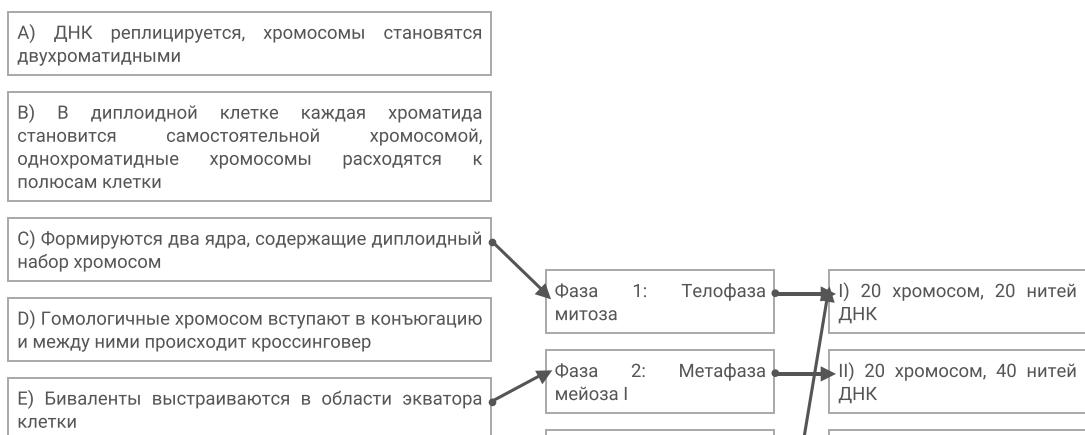 A) ДНК реплицируется, хромосомы становятся
двухроматидными
B) В диплоидной клетке каждая хроматида
становится самостоятельной хромосомой,
однохроматидные хромосомы расходятся к
полюсам клетки
C) Формируются два ядра, содержащие диплоидный
набор хромосом
D) Гомологичные хромосом вступают в конъюгацию
и между ними происходит кроссинговер
E) Биваленты выстраиваются в области экватора
клетки
Фаза 1: Телофаза
митоза
Фаза 2: Метафаза
мейоза I
I) 20 хромосом, 20 нитей
ДНК
II) 20 хромосом, 40 нитей
ДНК